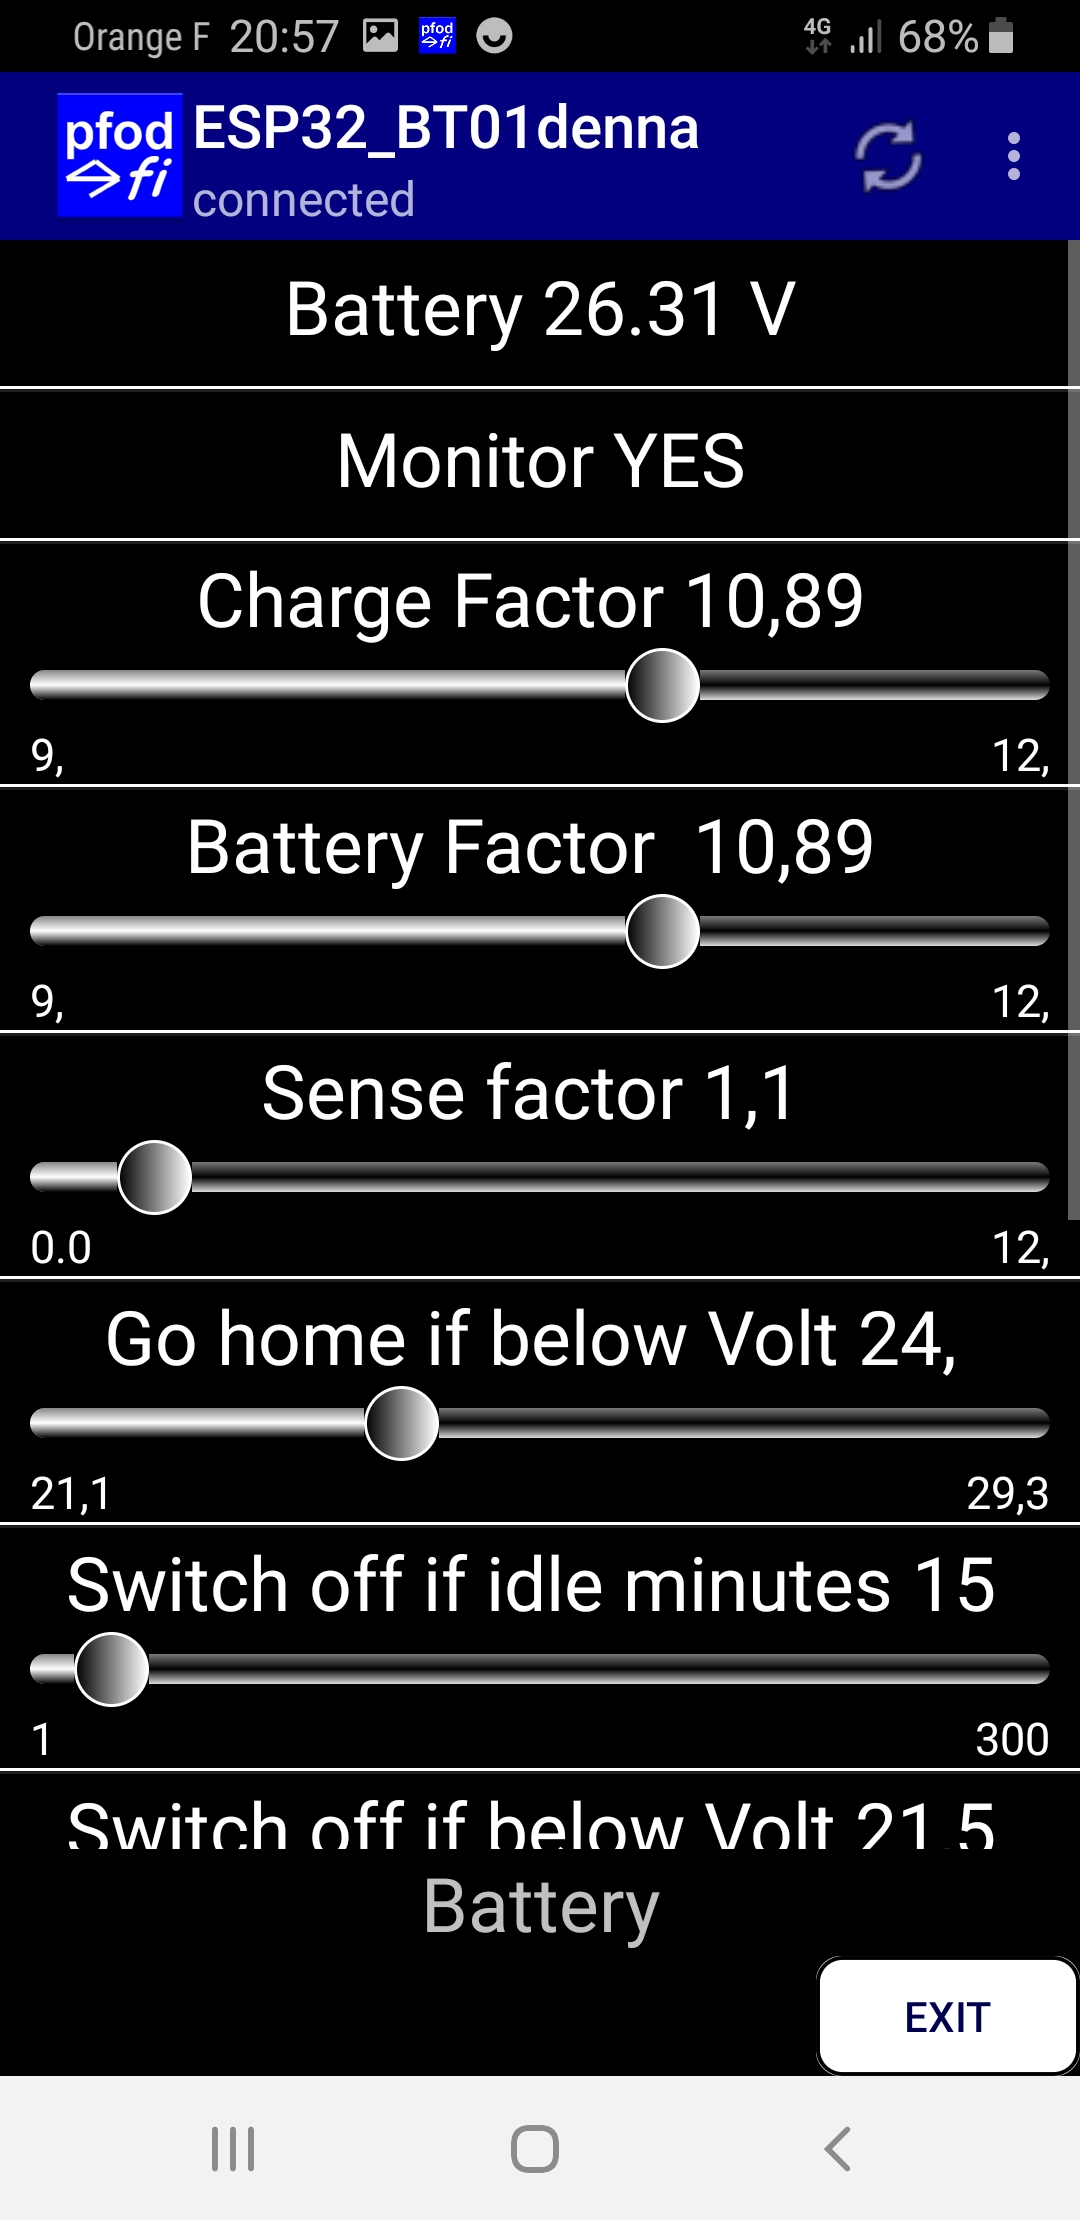 Orange F 20:57 4G 68%
pfod
fi
pfod
fi
ESP32_BT01denna
connected
Battery 26.31 V
Monitor YES
Charge Factor 10,89
9, 12,
Battery Factor 10,89
9, 12,
Sense factor 1,1
0.0 12,
Go home if below Volt 24,
21,1 29,3
Switch off if idle minutes 15
1 300
Switch off if below Volt 21,5
Battery
EXIT